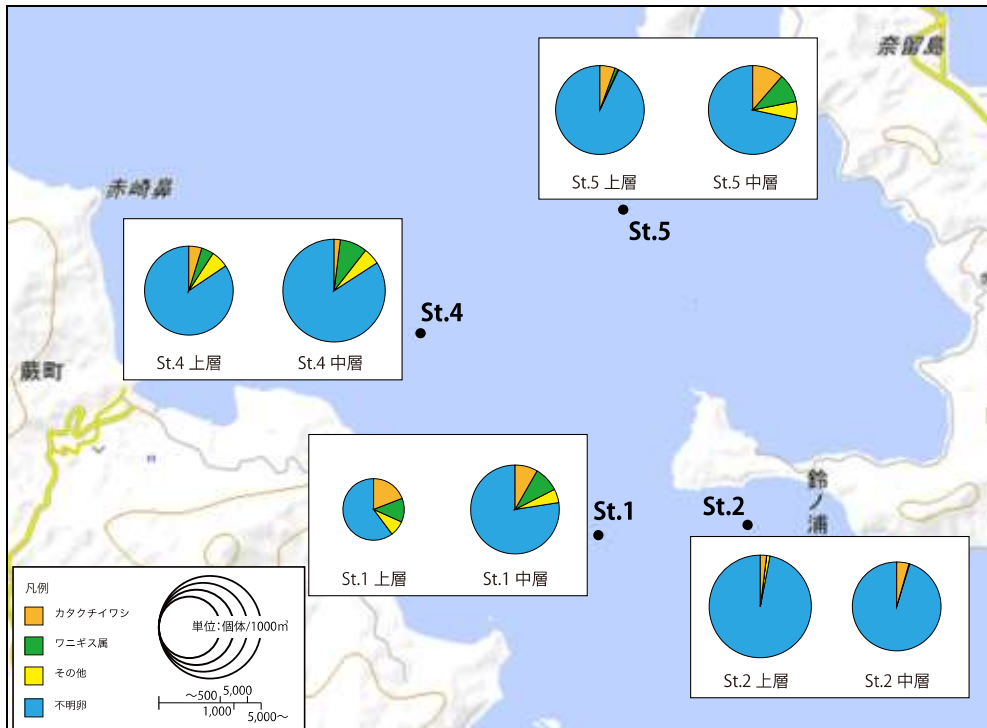 奈留島
St.5 上層
St.5 中層
St.5
赤崎鼻
St.4
St.4 上層
St.4 中層
蕨町
St.1
St.1 上層
St.1 中層
St.2
鈴ノ浦
St.2 上層
St.2 中層
凡例
カタクチイワシ
ワニギス属
その他
不明卵
単位:個体/1000㎥
～500
5,000
1,000
5,000～